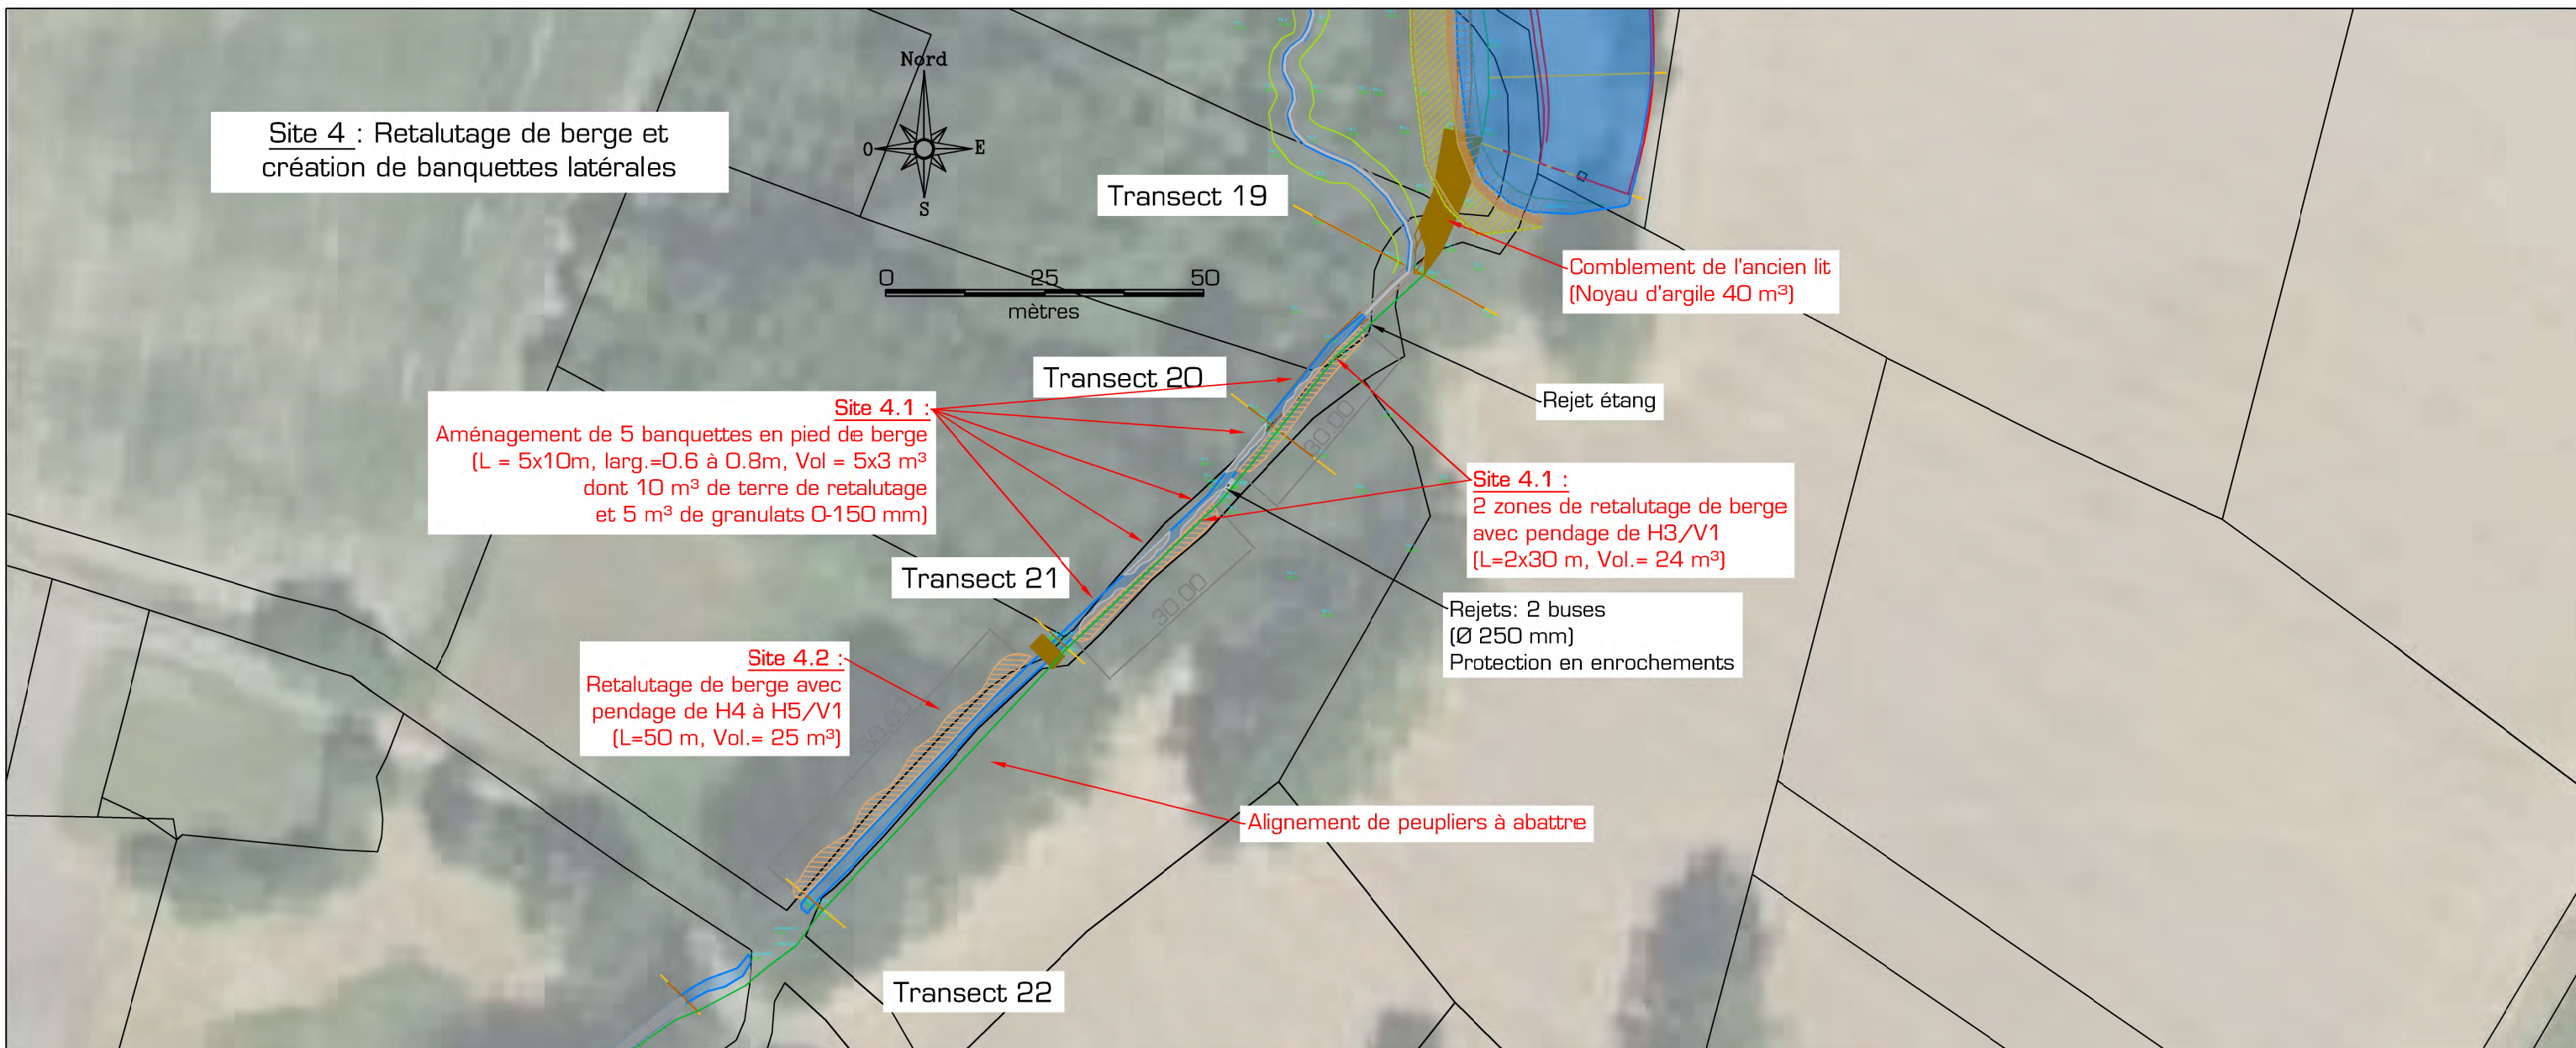 Nord
O
E
S
Site 4 : Retalutage de berge et
création de banquettes latérales
Transect 19
0 25 50
mètres
Comblement de l'ancien lit
(Noyau d'argile 40 m³)
Transect 20
Rejet étang
Site 4.1 :
Aménagement de 5 banquettes en pied de berge
(L = 5x10m, larg.=0.6 à 0.8m, Vol = 5x3 m³
dont 10 m³ de terre de retalutage
et 5 m³ de granulats 0-150 mm)
30.00
Site 4.1 :
2 zones de retalutage de berge
avec pendage de H3/V1
(L=2x30 m, Vol.= 24 m³)
Transect 21
30.00
Rejets: 2 buses
(Ø 250 mm)
Protection en enrochements
Site 4.2 :
Retalutage de berge avec
pendage de H4 à H5/V1
(L=50 m, Vol.= 25 m³)
50.00
Alignement de peupliers à abattre
Transect 22